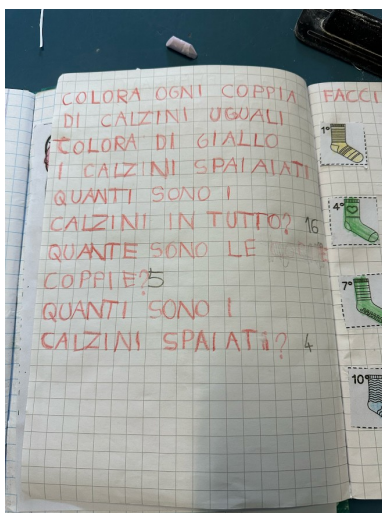 COLORA OGNI COPPIA
DI CALZINI UGUALI
COLORA DI GIALLO
I CALZINI SPAIAIATI
QUANTI SONO I
CALZINI IN TUTTO? 16
QUANTE SONO LE
COPPIE? 5
QUANTI SONO I
CALZINI SPAIATI? 4
FACCI
1°
4°
7°
10°